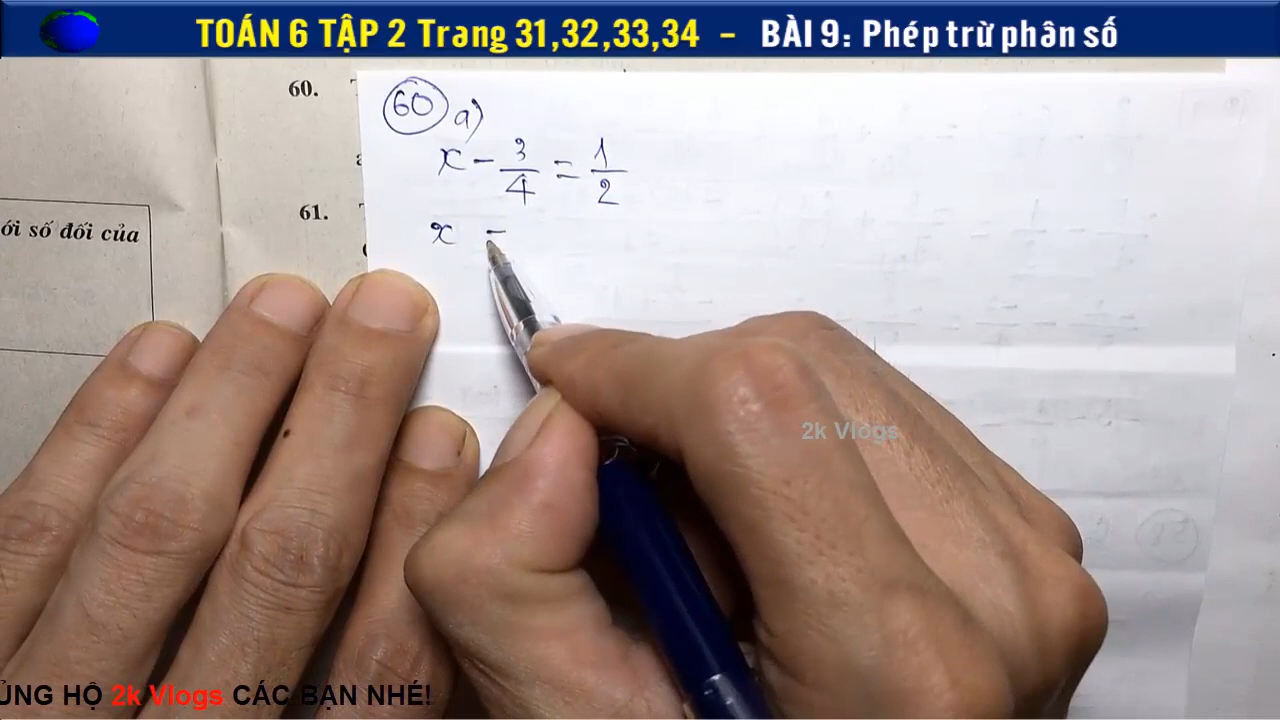 TOÁN 6 TẬP 2 Trang 31,32,33,34 – BÀI 9: Phép trừ phân số
60.
60 a)
x - 3/4 = 1/2
61.
x -
ới số đối của
2k Vlogs
ỦNG HỘ 2k Vlogs CÁC BẠN NHÉ!